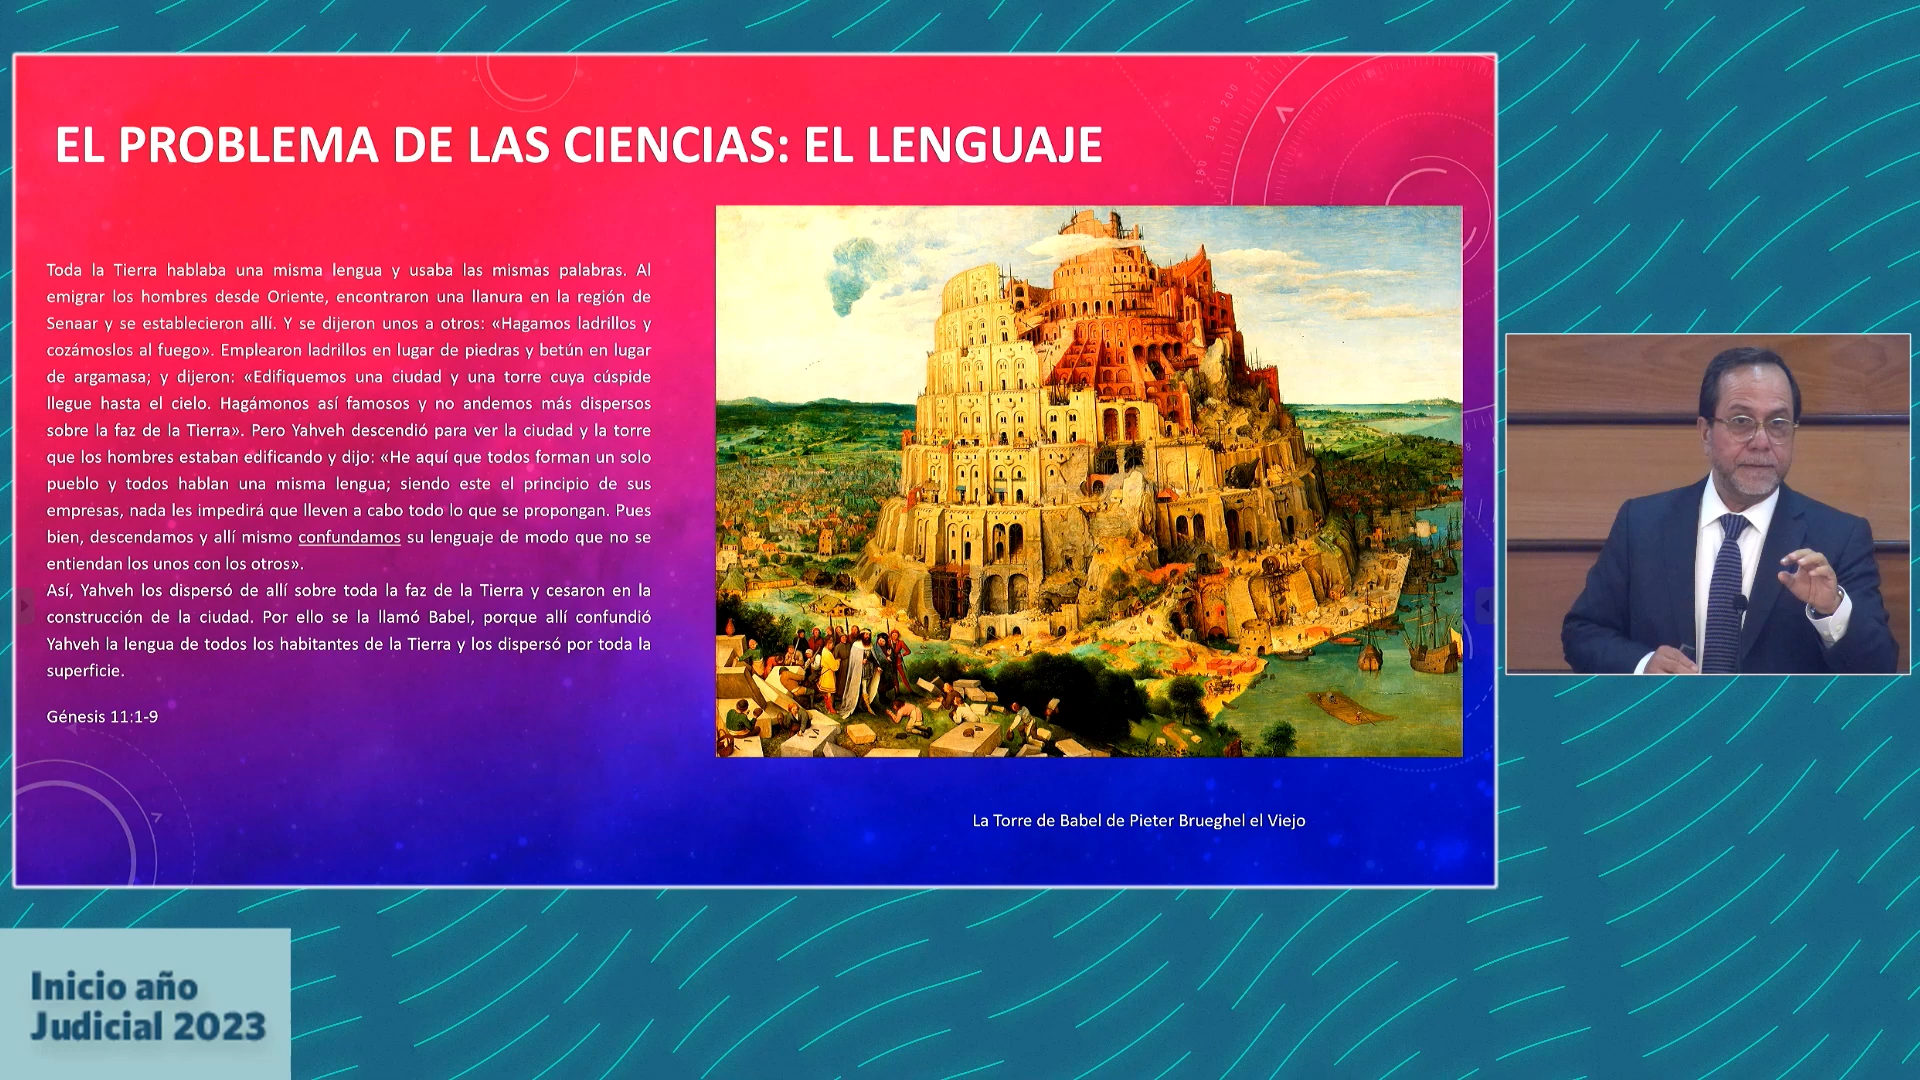 EL PROBLEMA DE LAS CIENCIAS: EL LENGUAJE
Toda la Tierra hablaba una misma lengua y usaba las mismas palabras. Al
emigrar los hombres desde Oriente, encontraron una llanura en la región de
Senaar y se establecieron allí. Y se dijeron unos a otros: «Hagamos ladrillos y
cozámoslos al fuego». Emplearon ladrillos en lugar de piedras y betún en lugar
de argamasa; y dijeron: «Edifiquemos una ciudad y una torre cuya cúspide
llegue hasta el cielo. Hagámonos así famosos y no andemos más dispersos
sobre la faz de la Tierra». Pero Yahveh descendió para ver la ciudad y la torre
que los hombres estaban edificando y dijo: «He aquí que todos forman un solo
pueblo y todos hablan una misma lengua; siendo este el principio de sus
empresas, nada les impedirá que lleven a cabo todo lo que se propongan. Pues
bien, descendamos y allí mismo confundamos su lenguaje de modo que no se
entiendan los unos con los otros».
Así, Yahveh los dispersó de allí sobre toda la faz de la Tierra y cesaron en la
construcción de la ciudad. Por ello se la llamó Babel, porque allí confundió
Yahveh la lengua de todos los habitantes de la Tierra y los dispersó por toda la
superficie.
Génesis 11:1-9
La Torre de Babel de Pieter Brueghel el Viejo
Inicio año
Judicial 2023
180 190 200